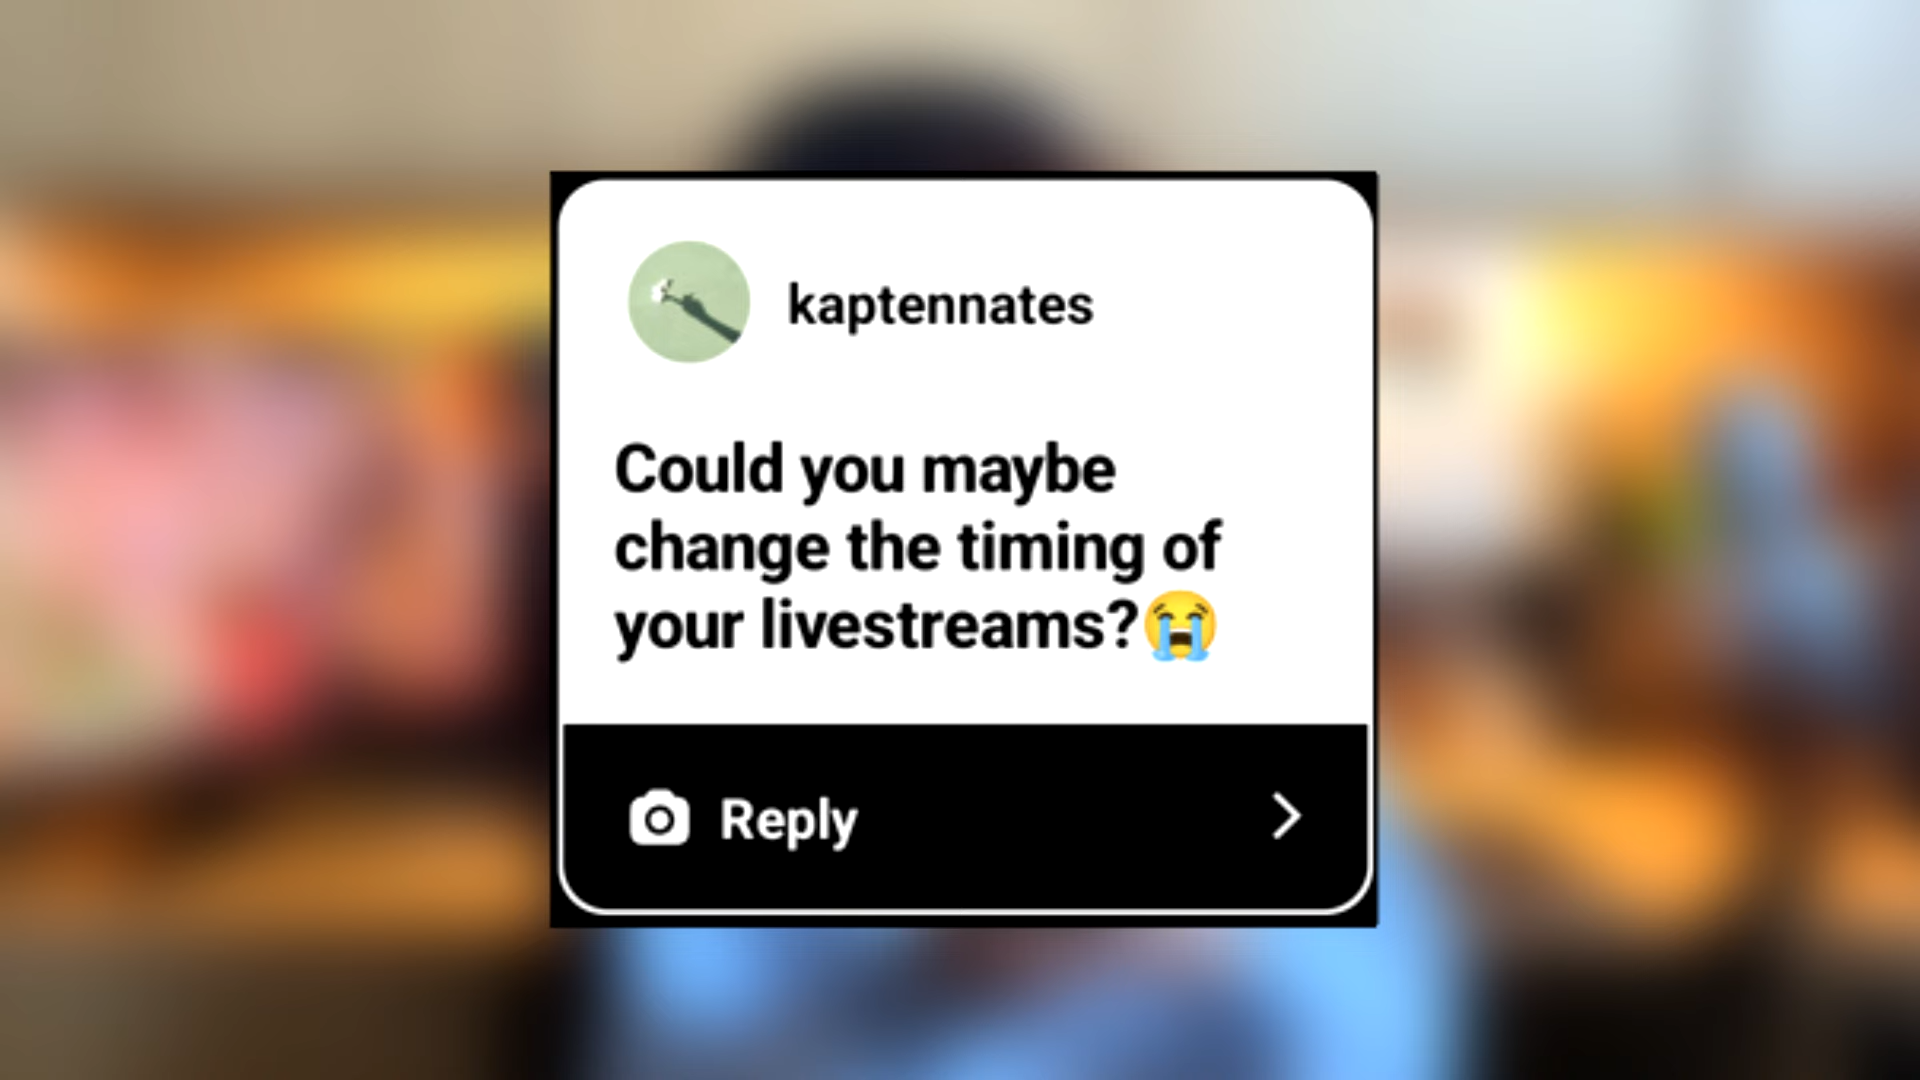 kaptennates
Could you maybe
change the timing of
your livestreams?😭
Reply